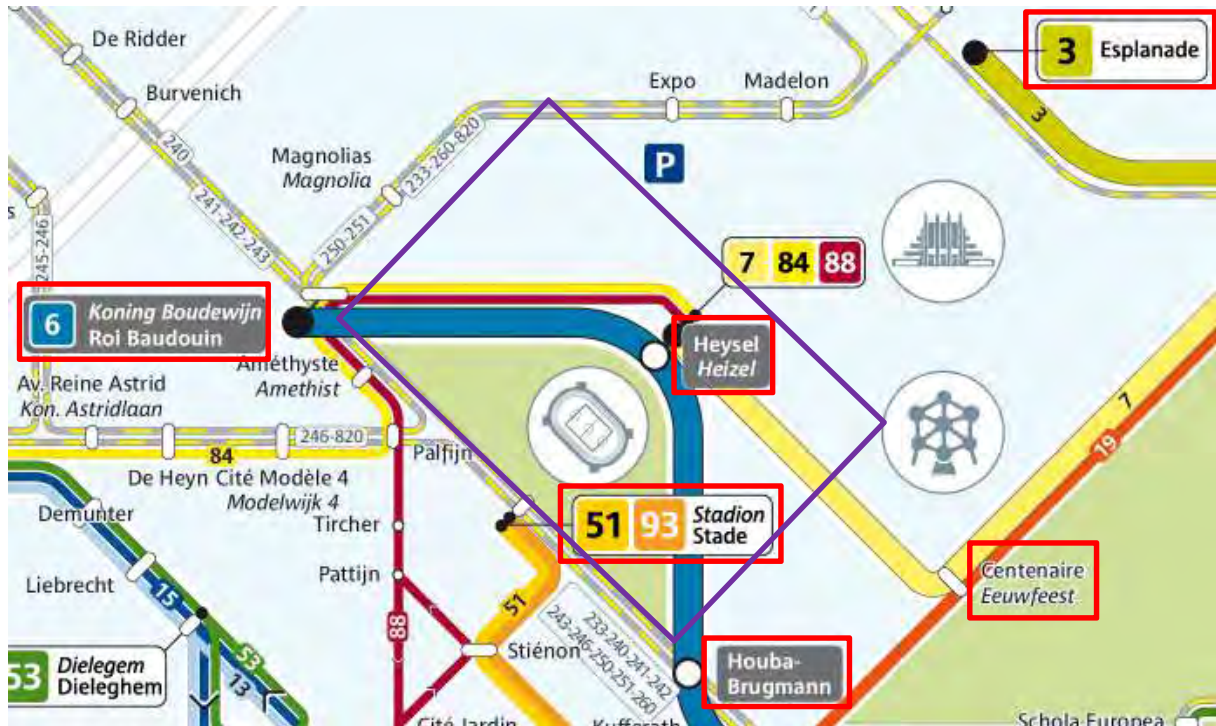 De Ridder
Burvenich
240
241-242-243
Magnolias
Magnolia
250-251
233-260-820
Expo
Madelon
P
3 Esplanade
3
245-246
6 Koning Boudewijn
Roi Baudouin
7 84 88
Heysel
Heizel
Améthyste
Amethist
Av. Reine Astrid
Kon. Astridlaan
246-820
84
Palfijn
De Heyn
Cité Modèle 4
Modelwijk 4
Demunter
Tircher
51 93 Stadion
Stade
7
19
Liebrecht
Pattijn
Centenaire
Eeuwfeest
15
51
88
53 Dielegem
Dieleghem
53
13
Stiénon
233-240-241-242
243-246-250-251-260
Houba-
Brugmann
Cité Jardin
Kufferath
Schola Europea